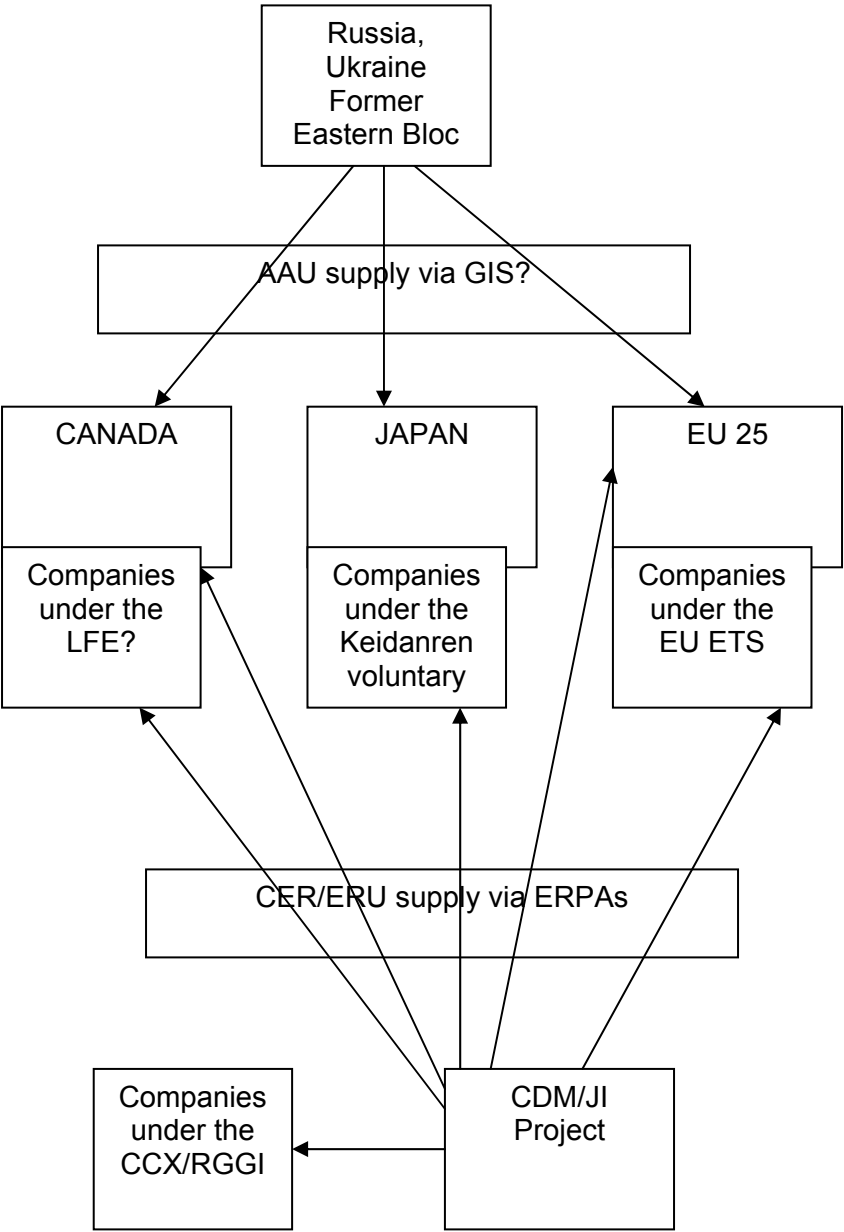 Russia,
Ukraine
Former
Eastern Bloc
AAU supply via GIS?
CANADA
JAPAN
EU 25
Companies
under the
LFE?
Companies
under the
Keidanren
voluntary
Companies
under the
EU ETS
CER/ERU supply via ERPAs
Companies
under the
CCX/RGGI
CDM/JI
Project